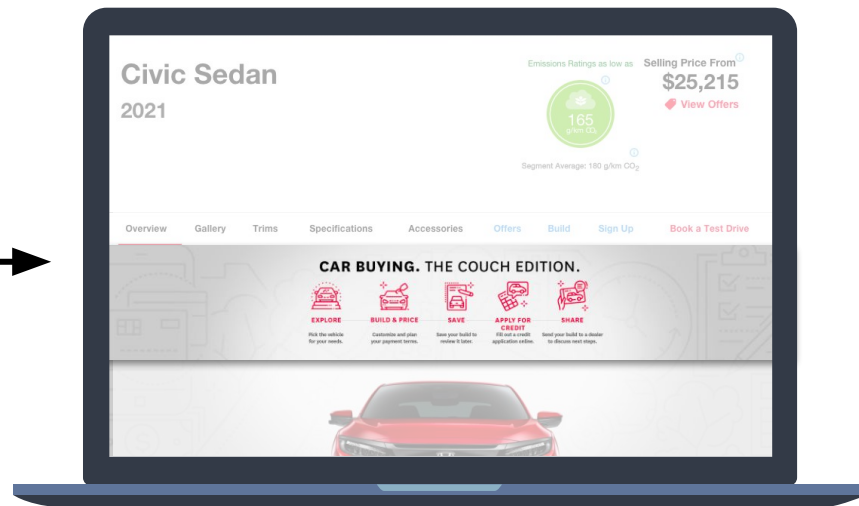 Civic Sedan
2021
Emissions Ratings as low as
165
g/km CO₂
Segment Average: 180 g/km CO₂
Selling Price From
$25,215
View Offers
Overview Gallery Trims Specifications Accessories Offers Build Sign Up Book a Test Drive
CAR BUYING. THE COUCH EDITION.
EXPLORE
Pick the vehicle
for your needs.
BUILD & PRICE
Customize and plan
your payment terms.
SAVE
Save your build to
review it later.
APPLY FOR
CREDIT
Fill out a credit
application online.
SHARE
Send your build to a dealer
to discuss next steps.